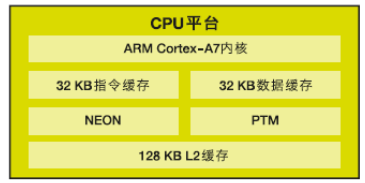 CPU平台
ARM Cortex-A7内核
32 KB指令缓存 32 KB数据缓存
NEON PTM
128 KB L2缓存